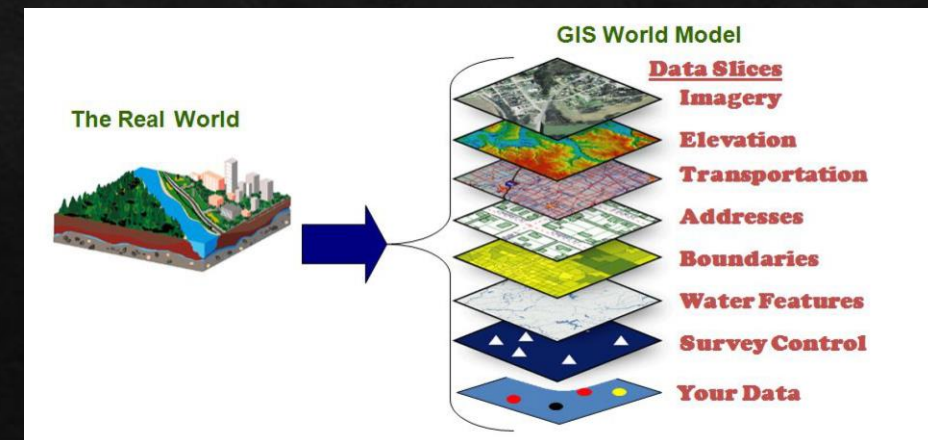 GIS World Model
The Real World
Data Slices
Imagery
Elevation
Transportation
Addresses
Boundaries
Water Features
Survey Control
Your Data